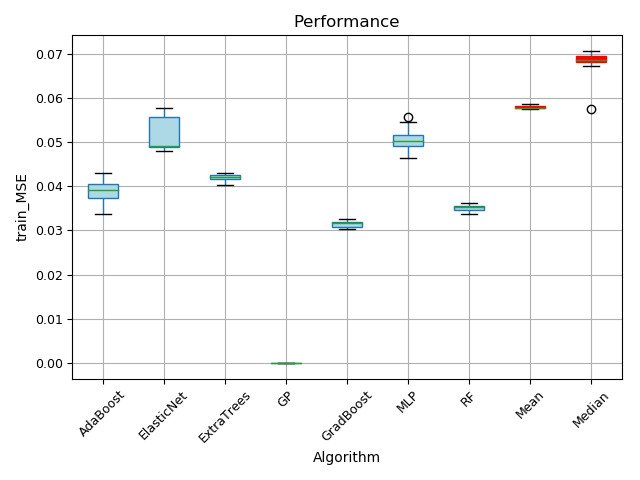 Performance
0.07
0.06
0.05
0.04
0.03
0.02
0.01
0.00
train_MSE
AdaBoost
ElasticNet
ExtraTrees
GP
GradBoost
MLP
RF
Mean
Median
Algorithm